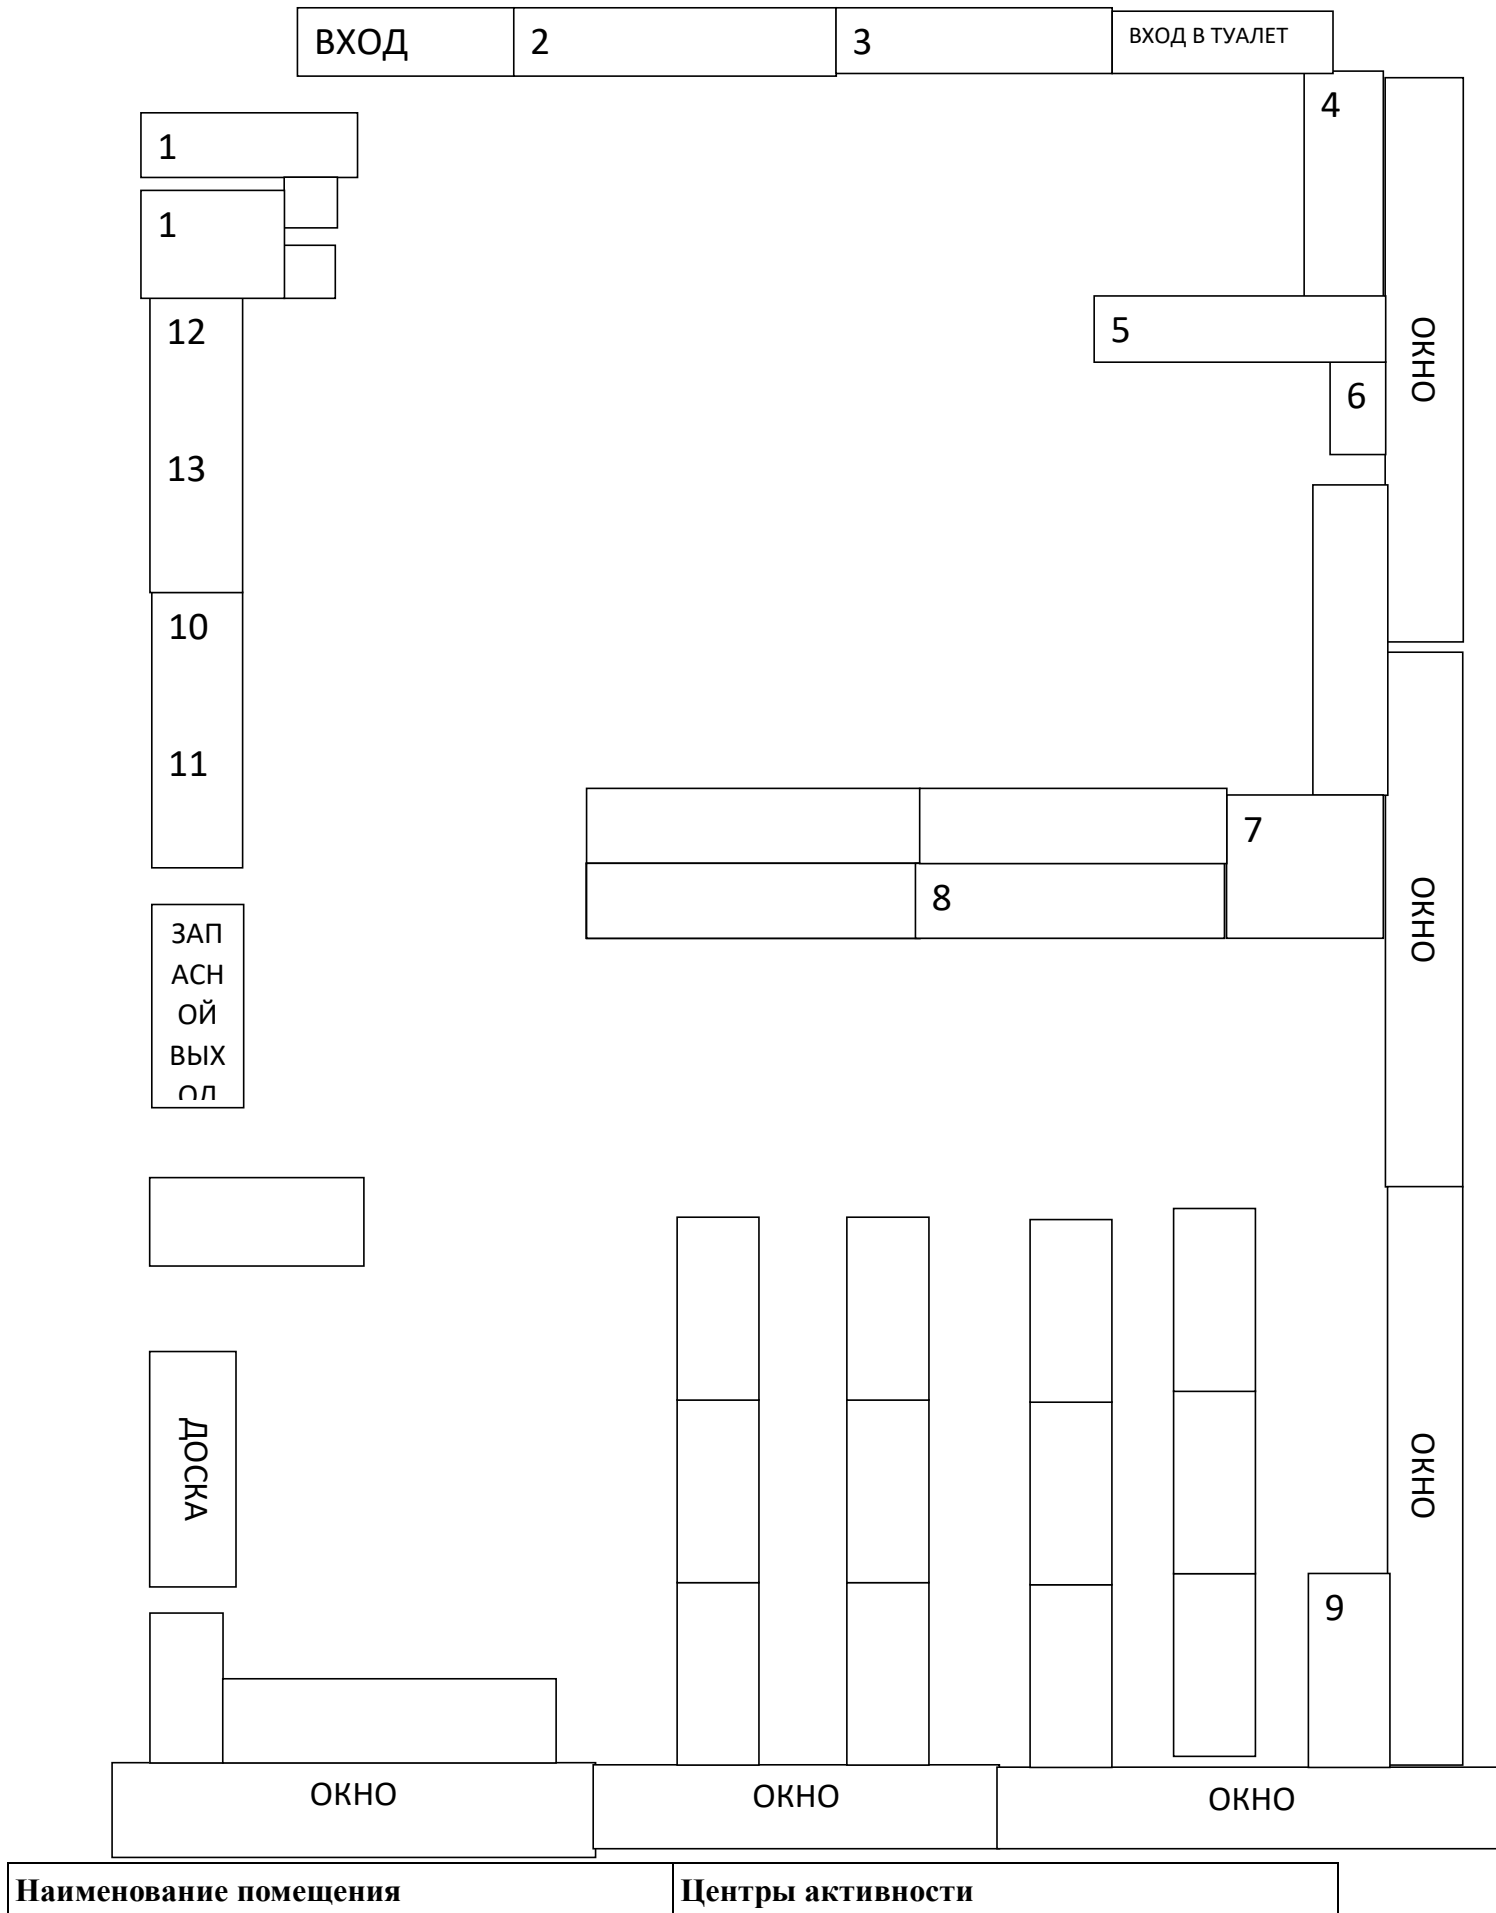 ВХОД
2
3
ВХОД В ТУАЛЕТ
4
1
1
12
5
ОКНО
6
13
10
11
7
8
ОКНО
ЗАП
АСН
ОЙ
ВЫХ
ОД
ДОСКА
ОКНО
9
ОКНО
ОКНО
ОКНО
Наименование помещения
Центры активности